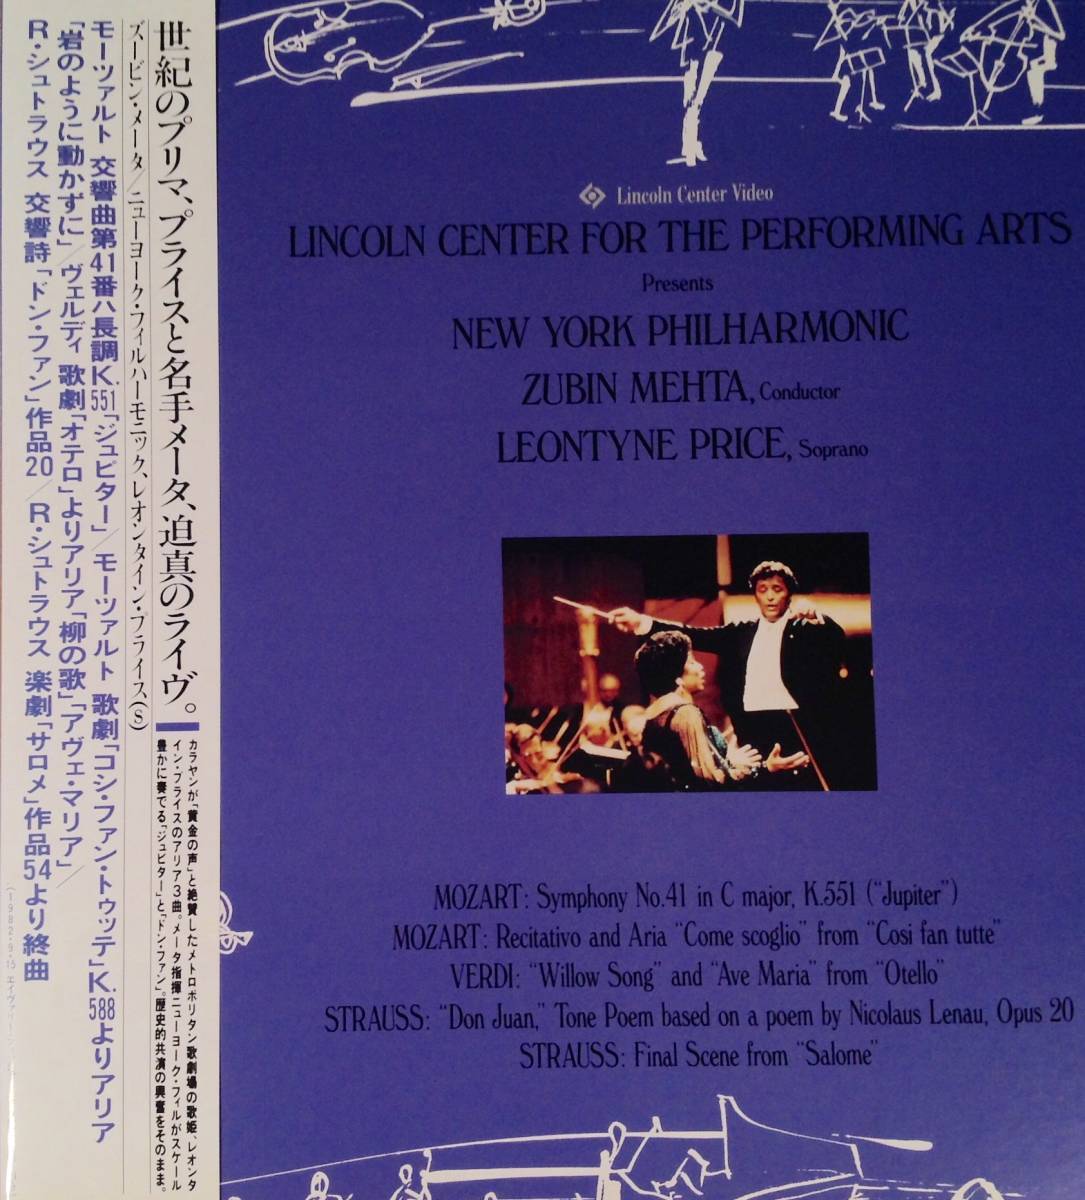 世紀のプリマ、プライスと名手メータ、迫真のライヴ。
ズービン・メータ/ニューヨーク・フィルハーモニック、レオンタイン・プライス(S)
モーツァルト 交響曲第41番ハ長調K.551「ジュピター」/モーツァルト 歌劇「コシ・ファン・トゥッテ」K.588よりアリア
「岩のように動かずに」/ヴェルディ 歌劇「オテロ」よりアリア「柳の歌」「アヴェ・マリア」/
R・シュトラウス 交響詩「ドン・ファン」作品20/R・シュトラウス 楽劇「サロメ」作品54より終曲
カラヤンが「黄金の声」と絶賛したメトロポリタン歌劇場の歌姫、レオンタ
イン・プライスのアリア3曲。メータ指揮ニューヨーク・フィルがスケール
豊かに奏でる「ジュピター」と「ドン・ファン」。歴史的共演の興奮をそのまま。
Lincoln Center Video
LINCOLN CENTER FOR THE PERFORMING ARTS
Presents
NEW YORK PHILHARMONIC
ZUBIN MEHTA, Conductor
LEONTYNE PRICE, Soprano
MOZART: Symphony No.41 in C major, K.551 ("Jupiter")
MOZART: Recitativo and Aria "Come scoglio" from "Cosi fan tutte"
VERDI: "Willow Song" and "Ave Maria" from "Otello"
STRAUSS: "Don Juan," Tone Poem based on a poem by Nicolaus Lenau, Opus 20
STRAUSS: Final Scene from "Salome"